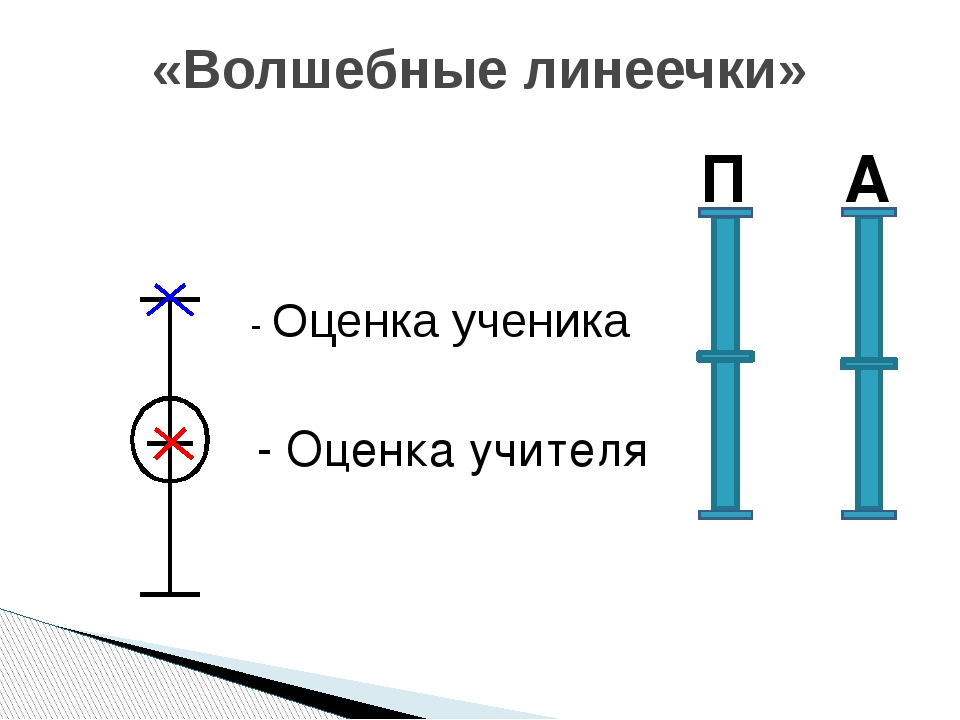 «Волшебные линеечки»
П А
- Оценка ученика
- Оценка учителя